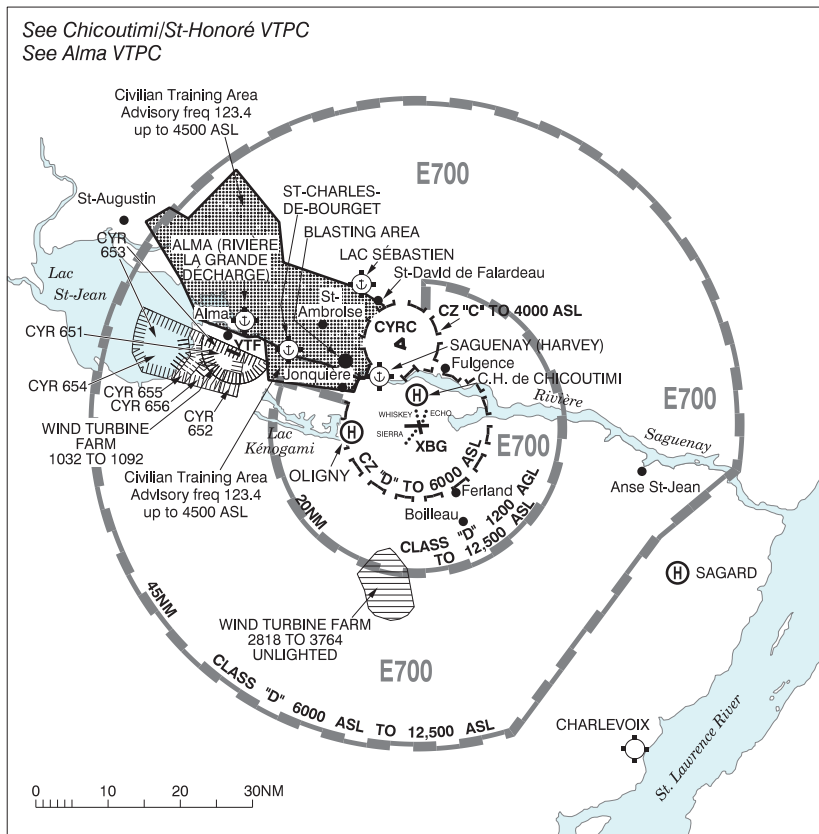 See Chicoutimi/St-Honoré VTPC
See Alma VTPC
Civilian Training Area
Advisory freq 123.4
up to 4500 ASL
E700
St-Augustin
ST-CHARLES-
DE-BOURGET
BLASTING AREA
CYR
653
ALMA (RIVIÈRE
LA GRANDE
DÉCHARGE)
LAC SÉBASTIEN
St-David de Falardeau
Lac
St-Jean
St-
Ambroise
CZ "C" TO 4000 ASL
Alma
CYRC
CYR 651
YTF
SAGUENAY (HARVEY)
Fulgence
CYR 654
Jonquière
C.H. de CHICOUTIMI
CYR 655
CYR 656
H
Rivière
E700
CYR
652
WHISKEY
ECHO
WIND TURBINE
FARM
1032 TO 1092
Lac
Kénogami
H
SIERRA
XBG
E700
Saguenay
OLIGNY
CZ "D" TO 6000 ASL
Civilian Training Area
Advisory freq 123.4
up to 4500 ASL
Anse St-Jean
Ferland
Boilleau
20NM
CLASS "D" 1200 AGL
TO 12,500 ASL
H SAGARD
45NM
WIND TURBINE FARM
2818 TO 3764
UNLIGHTED
E700
CLASS "D" 6000 ASL TO 12,500 ASL
CHARLEVOIX
St. Lawrence River
0 10 20 30NM